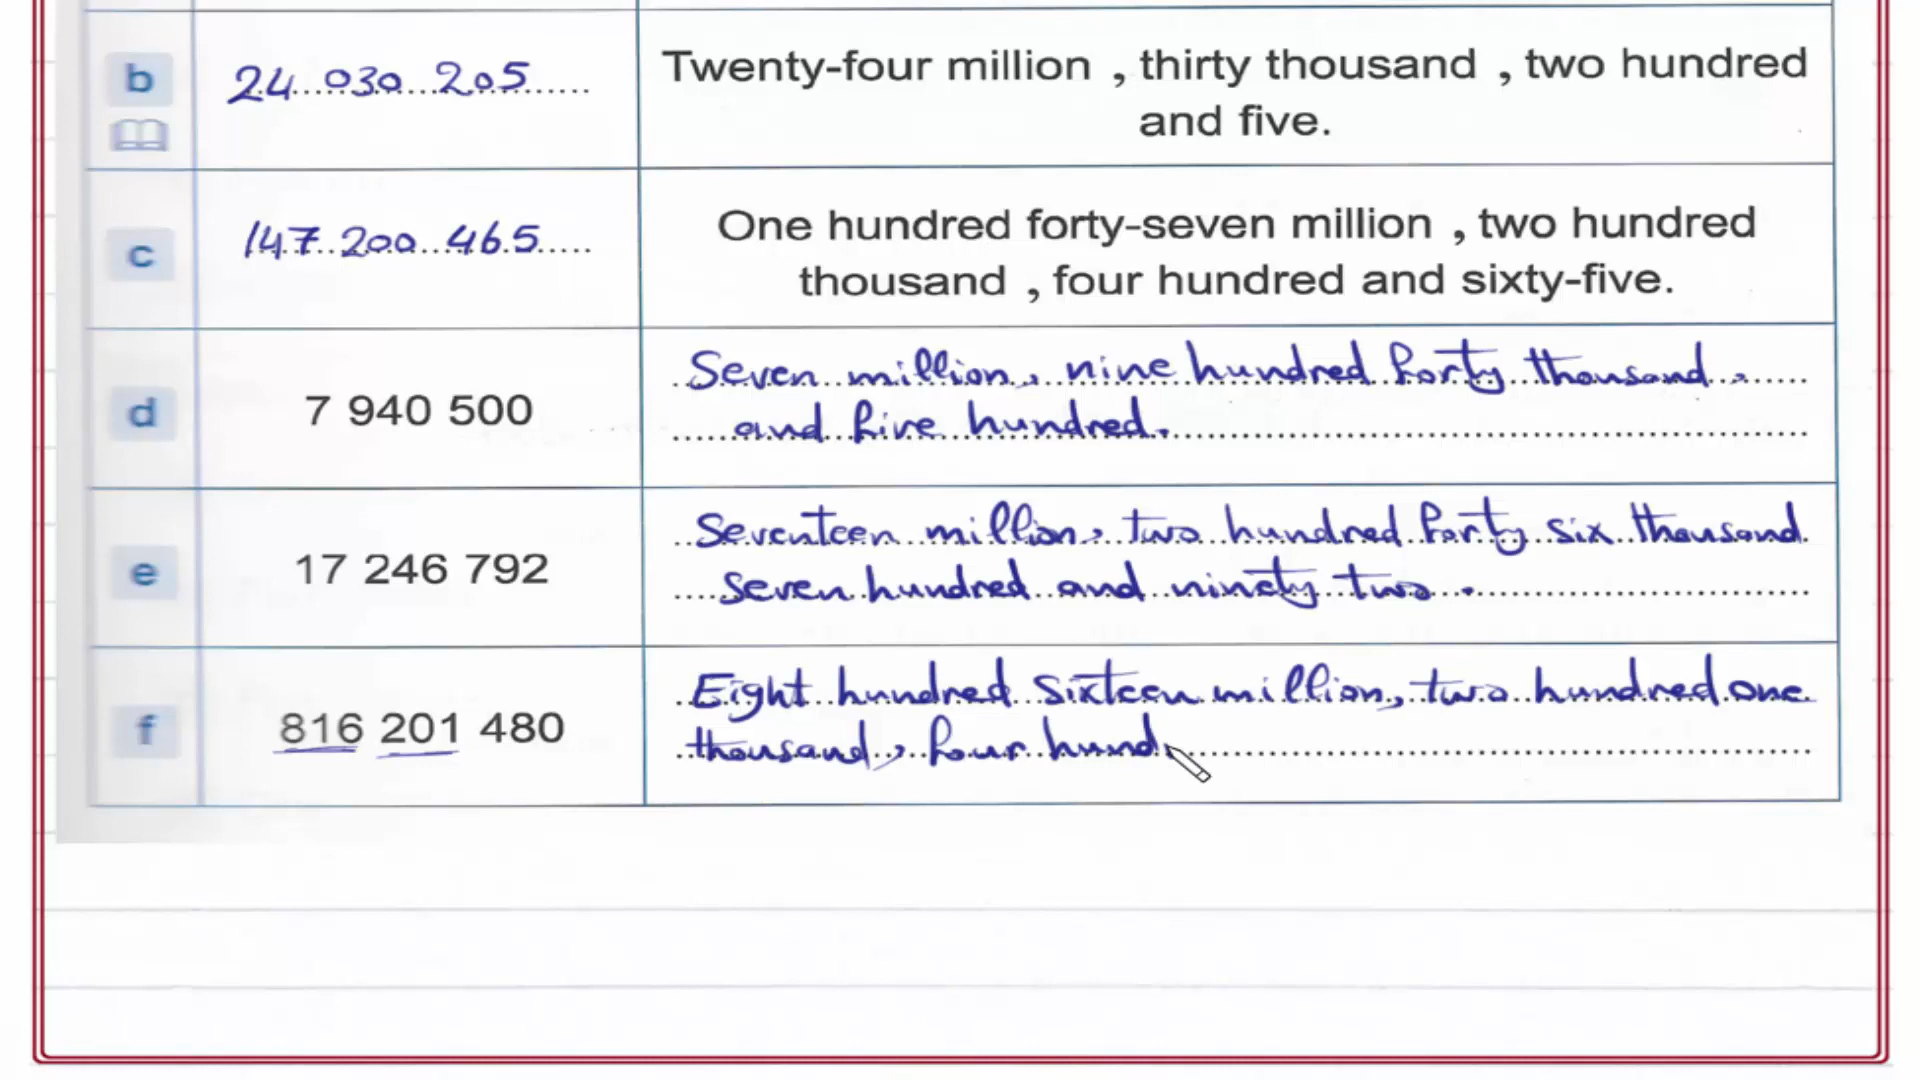 b 24 030 205 Twenty-four million , thirty thousand , two hundred
and five.
c 147 200 465 One hundred forty-seven million , two hundred
thousand , four hundred and sixty-five.
d 7 940 500 Seven million, nine hundred forty thousand,
and five hundred.
e 17 246 792 Seventeen million, two hundred forty six thousand
seven hundred and ninety two.
f 816 201 480 Eight hundred sixteen million, two hundred one
thousand, four hund